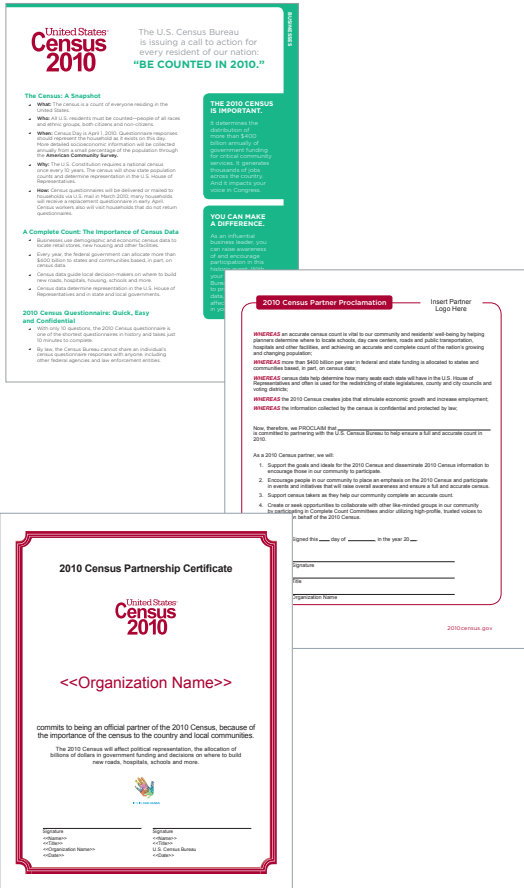 United States™
Census
2010
The U.S. Census Bureau
is issuing a call to action for
every resident of our nation:
“BE COUNTED IN 2010.”
BUSINESSES
The Census: A Snapshot
What: The census is a count of everyone residing in the
United States.
Who: All U.S. residents must be counted—people of all races
and ethnic groups, both citizens and non-citizens.
When: Census Day is April 1, 2010. Questionnaire responses
should represent the household as it exists on this day.
More detailed socioeconomic information will be collected
annually from a small percentage of the population through
the American Community Survey.
Why: The U.S. Constitution requires a national census
once every 10 years. The census will show state population
counts and determine representation in the U.S. House of
Representatives.
How: Census questionnaires will be delivered or mailed to
households via U.S. mail in March 2010; many households
will receive a replacement questionnaire in early April.
Census workers also will visit households that do not return
questionnaires.
A Complete Count: The Importance of Census Data
Businesses use demographic and economic census data to
locate retail stores, new housing and other facilities.
Every year, the federal government can allocate more than
$400 billion to states and communities based, in part, on
census data.
Census data guide local decision-makers on where to build
new roads, hospitals, housing, schools and more.
Census data determine representation in the U.S. House of
Representatives and in state and local governments.
2010 Census Questionnaire: Quick, Easy
and Confidential
With only 10 questions, the 2010 Census questionnaire is
one of the shortest questionnaires in history and takes just
10 minutes to complete.
By law, the Census Bureau cannot share an individual's
census questionnaire responses with anyone, including
other federal agencies and law enforcement entities.
THE 2010 CENSUS
IS IMPORTANT.
It determines the
distribution of
more than $400
billion annually of
government funding
for critical community
services. It generates
thousands of jobs
across the country.
And it impacts your
voice in Congress.
YOU CAN MAKE
A DIFFERENCE.
As an influential
business leader, you
can raise awareness
of and encourage
participation in this
historic event. With
your
to
data,
in
2010 Census Partner Proclamation
Insert Partner
Logo Here
WHEREAS an accurate census count is vital to our community and residents' well-being by helping
planners determine where to locate schools, day care centers, roads and public transportation,
hospitals and other facilities, and achieving an accurate and complete count of the nation's growing
and changing population;
WHEREAS more than $400 billion per year in federal and state funding is allocated to states and
communities based, in part, on census data;
WHEREAS census data help determine how many seats each state will have in the U.S. House of
Representatives and often is used for the redistricting of state legislatures, county and city councils and
voting districts;
WHEREAS the 2010 Census creates jobs that stimulate economic growth and increase employment;
WHEREAS the information collected by the census is confidential and protected by law;
Now, therefore, we PROCLAIM that
is committed to partnering with the U.S. Census Bureau to help ensure a full and accurate count in
2010.
As a 2010 Census partner, we will:
1. Support the goals and ideals for the 2010 Census and disseminate 2010 Census information to
encourage those in our community to participate.
2. Encourage people in our community to place an emphasis on the 2010 Census and participate
in events and initiatives that will raise overall awareness and ensure a full and accurate census.
3. Support census takers as they help our community complete an accurate count.
4. Create or seek opportunities to collaborate with other like-minded groups in our community
by participating in Complete Count Committees and/or utilizing high-profile, trusted voices to
n behalf of the 2010 Census.
Signed this ___ day of ______, in the year 20__.
Signature
Title
Organization Name
2010census.gov
2010 Census Partnership Certificate
United States™
Census
2010
<<Organization Name>>
commits to being an official partner of the 2010 Census, because of
the importance of the census to the country and local communities.
The 2010 Census will affect political representation, the allocation of
billions of dollars in government funding and decisions on where to build
new roads, hospitals, schools and more.
Signature
<<Name>>
<<Title>>
<<Organization Name>>
<<Date>>
Signature
<<Name>>
<<Title>>
U.S. Census Bureau
<<Date>>